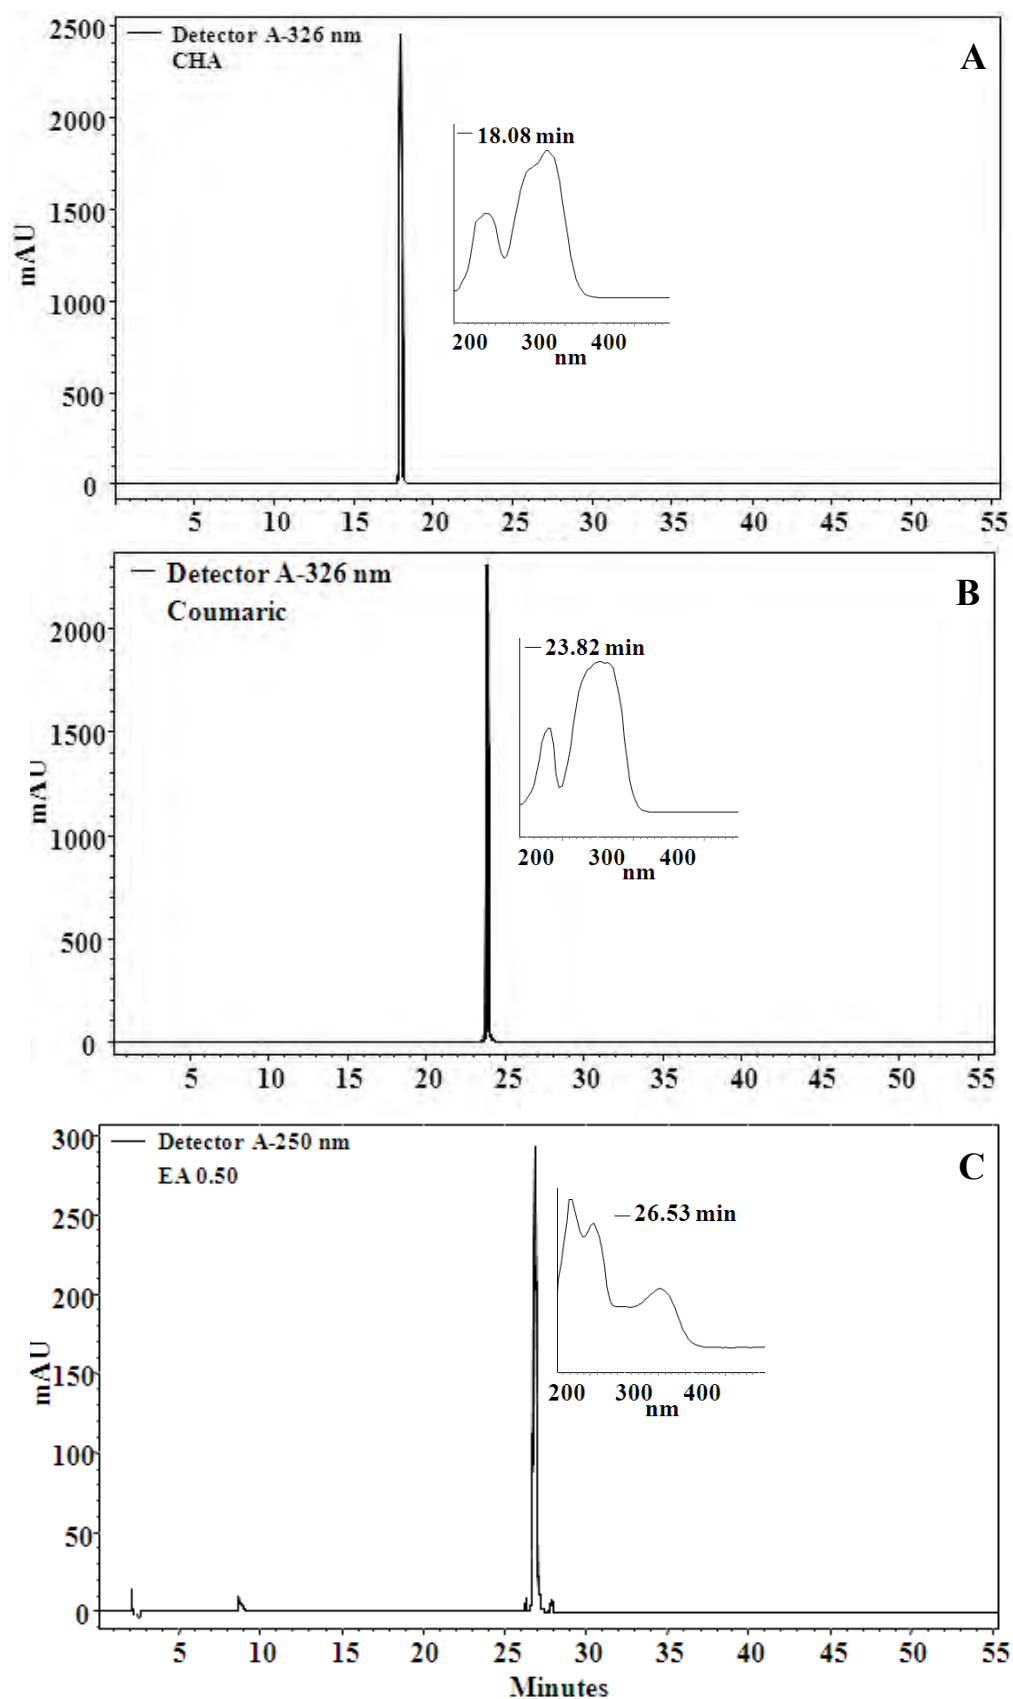 2500
Detector A-326 nm
CHA
A
2000
18.08 min
1500
mAU
1000
200 300 400
nm
500
0
5 10 15 20 25 30 35 40 45 50 55
Detector A-326 nm
Coumaric
B
2000
23.82 min
1500
mAU
1000
200 300 400
nm
500
0
5 10 15 20 25 30 35 40 45 50 55
300
Detector A-250 nm
EA 0.50
C
250
26.53 min
200
mAU
150
200 300 400
nm
100
50
0
5 10 15 20 25 30 35 40 45 50 55
Minutes